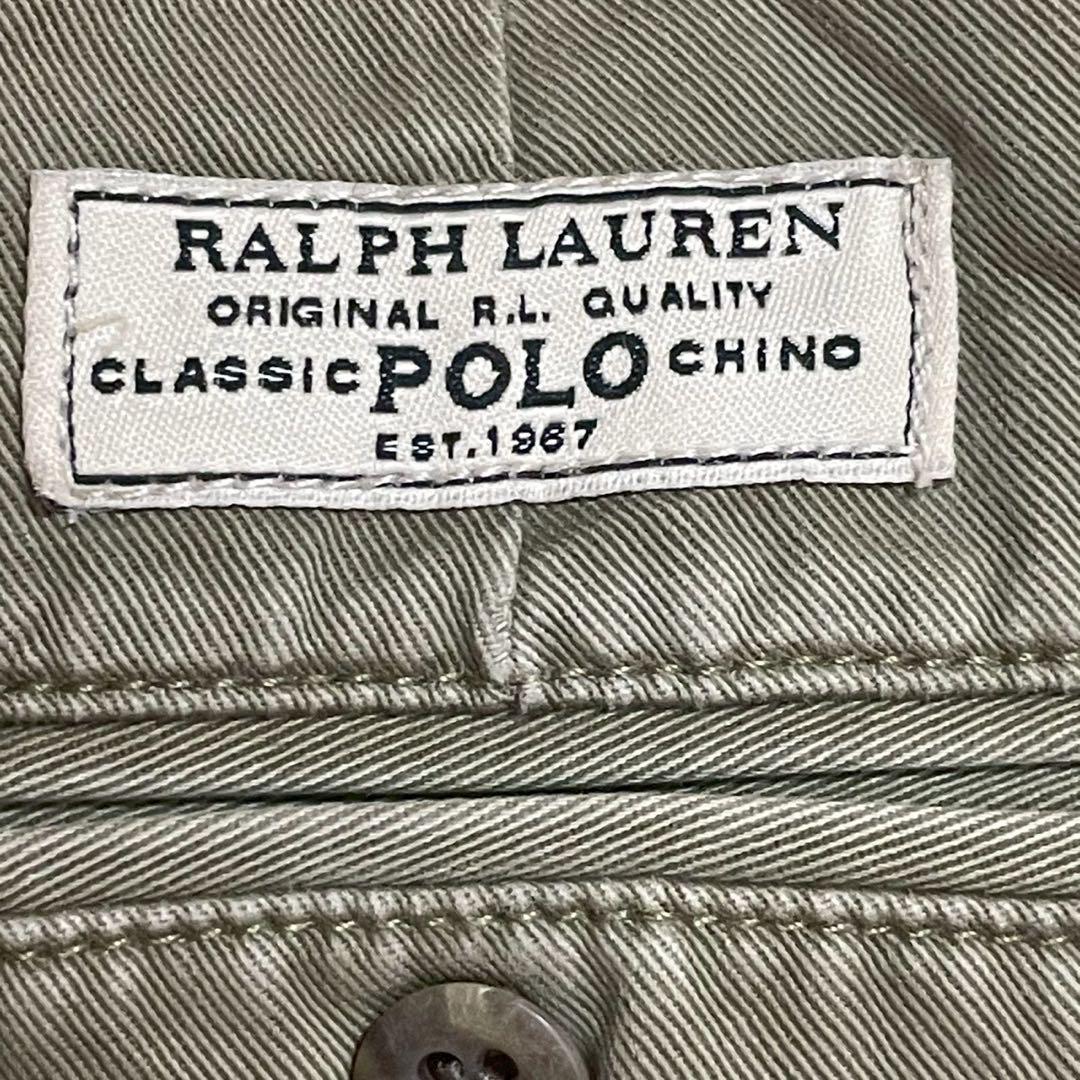 RALPH LAUREN
ORIGINAL R.L. QUALITY
CLASSIC POLO CHINO
EST. 1967